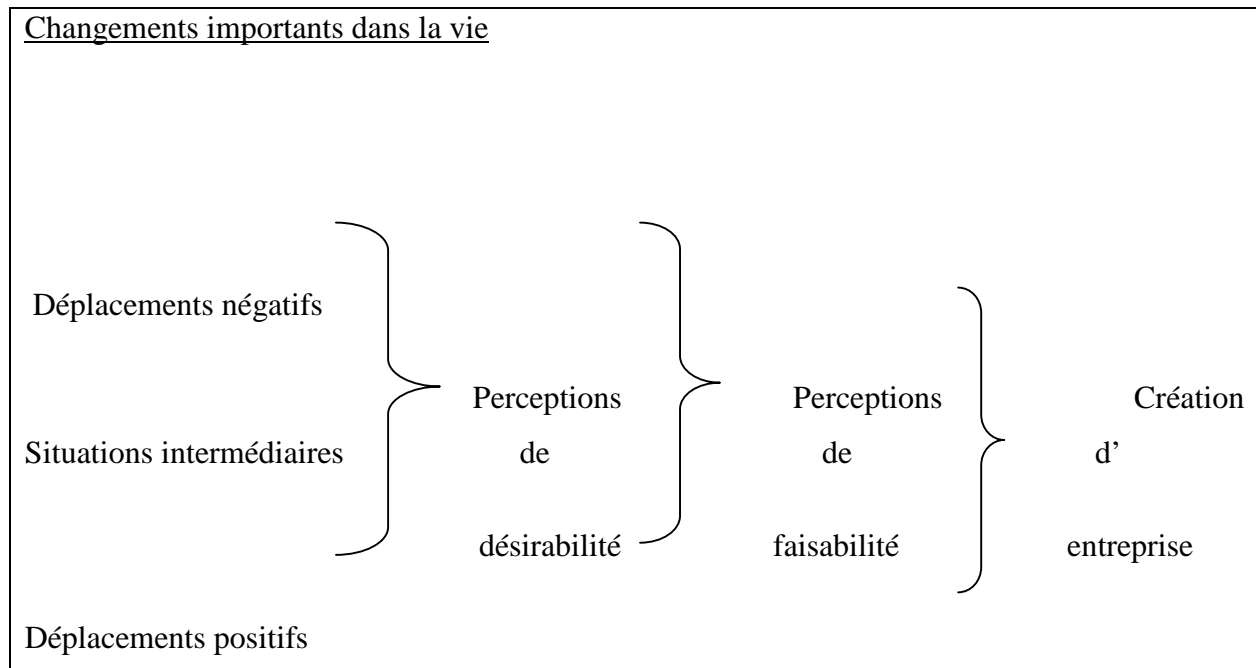 Changements importants dans la vie
Déplacements négatifs
Perceptions Perceptions Création
Situations intermédiaires de de d’
désirabilité faisabilité entreprise
Déplacements positifs